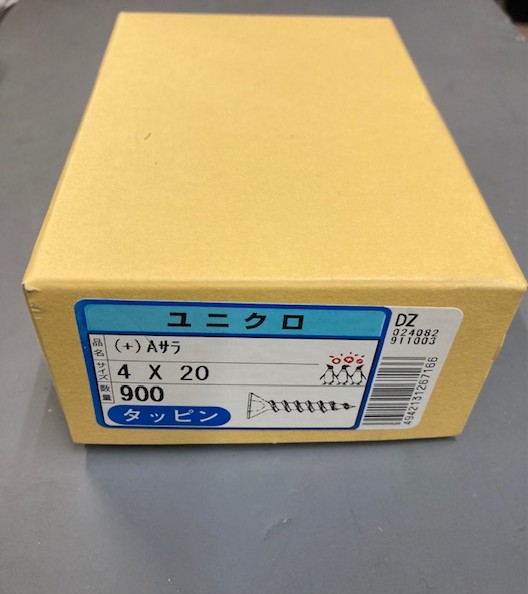 ユニクロ
品名 (+)Aサラ
サイズ 4 X 20
数量 900
タッピン
DZ
024082
911003
4942131267166